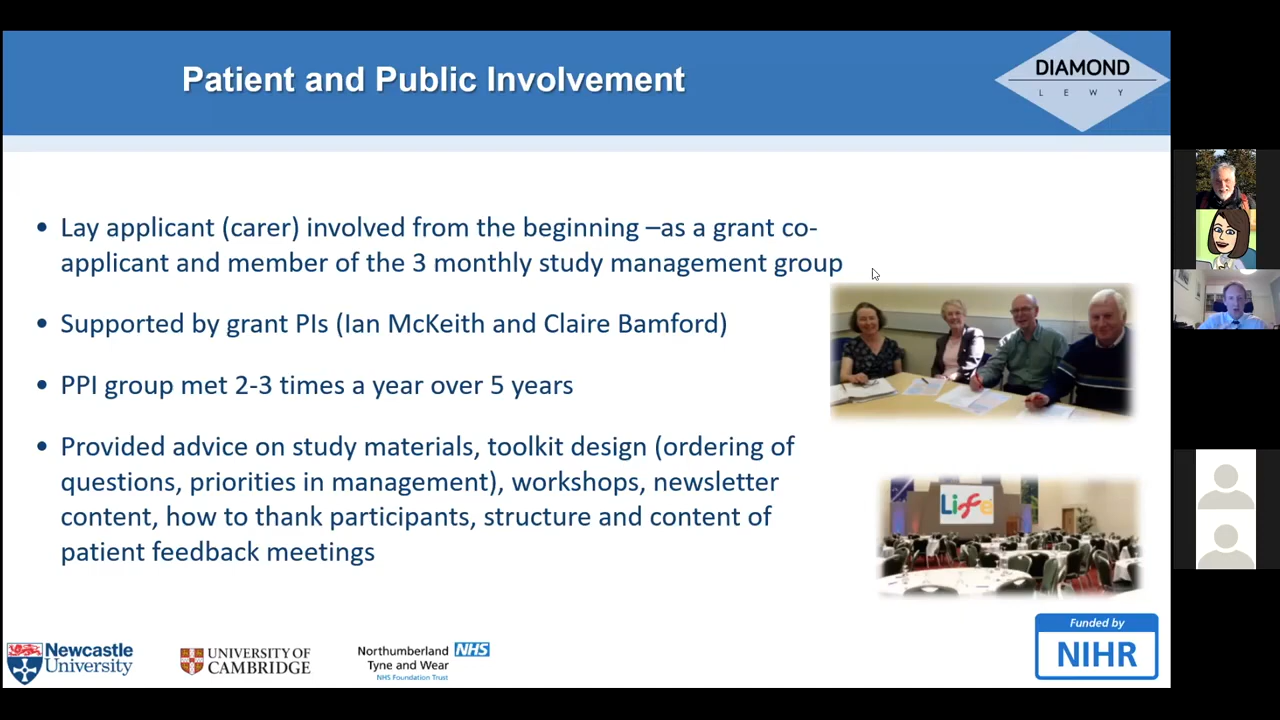 Patient and Public Involvement
DIAMOND
LEWY
• Lay applicant (carer) involved from the beginning –as a grant co-
applicant and member of the 3 monthly study management group
• Supported by grant PIs (Ian McKeith and Claire Bamford)
• PPI group met 2-3 times a year over 5 years
• Provided advice on study materials, toolkit design (ordering of
questions, priorities in management), workshops, newsletter
content, how to thank participants, structure and content of
patient feedback meetings
Life
Newcastle
University
UNIVERSITY OF
CAMBRIDGE
Northumberland NHS
Tyne and Wear
NHS Foundation Trust
Funded by
NIHR